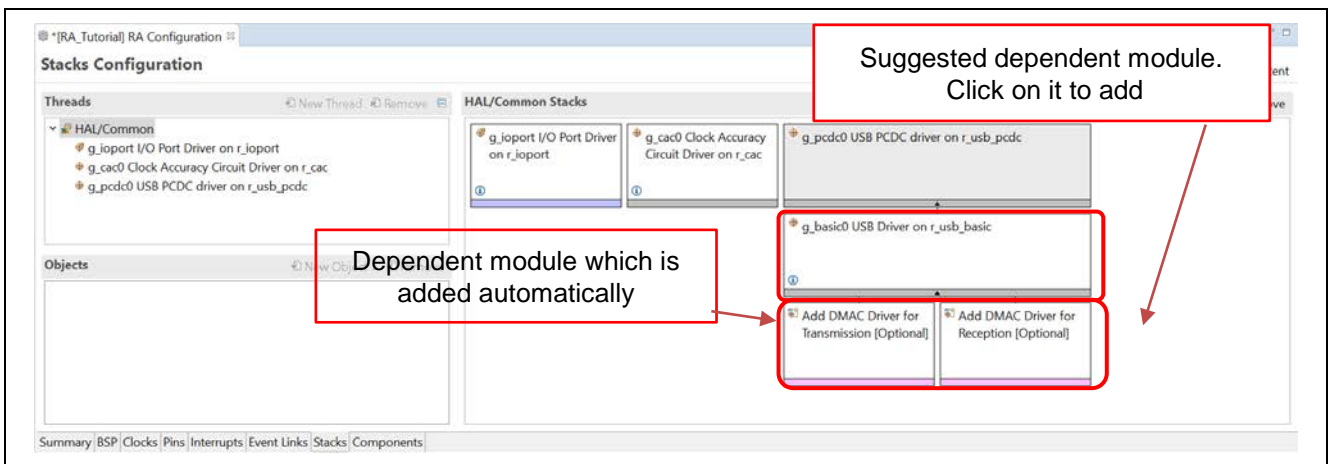 *[RA_Tutorial] RA Configuration
Stacks Configuration
Suggested dependent module.
Click on it to add
Threads
New Thread
Remove
HAL/Common Stacks
HAL/Common
g_ioport I/O Port Driver on r_ioport
g_cac0 Clock Accuracy Circuit Driver on r_cac
g_pcdc0 USB PCDC driver on r_usb_pcdc
g_ioport I/O Port Driver
on r_ioport
g_cac0 Clock Accuracy
Circuit Driver on r_cac
g_pcdc0 USB PCDC driver on r_usb_pcdc
g_basic0 USB Driver on r_usb_basic
Dependent module which is
added automatically
Objects
New Obj
Add DMAC Driver for
Transmission [Optional]
Add DMAC Driver for
Reception [Optional]
Summary BSP Clocks Pins Interrupts Event Links Stacks Components